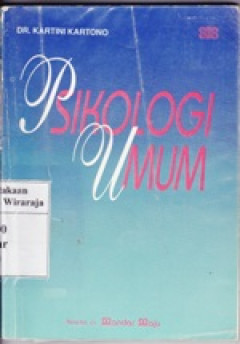 DR. KARTINI KARTONO
PSIKOLOGI
UMUM
akaan
Wiraraja
Mandar Maju